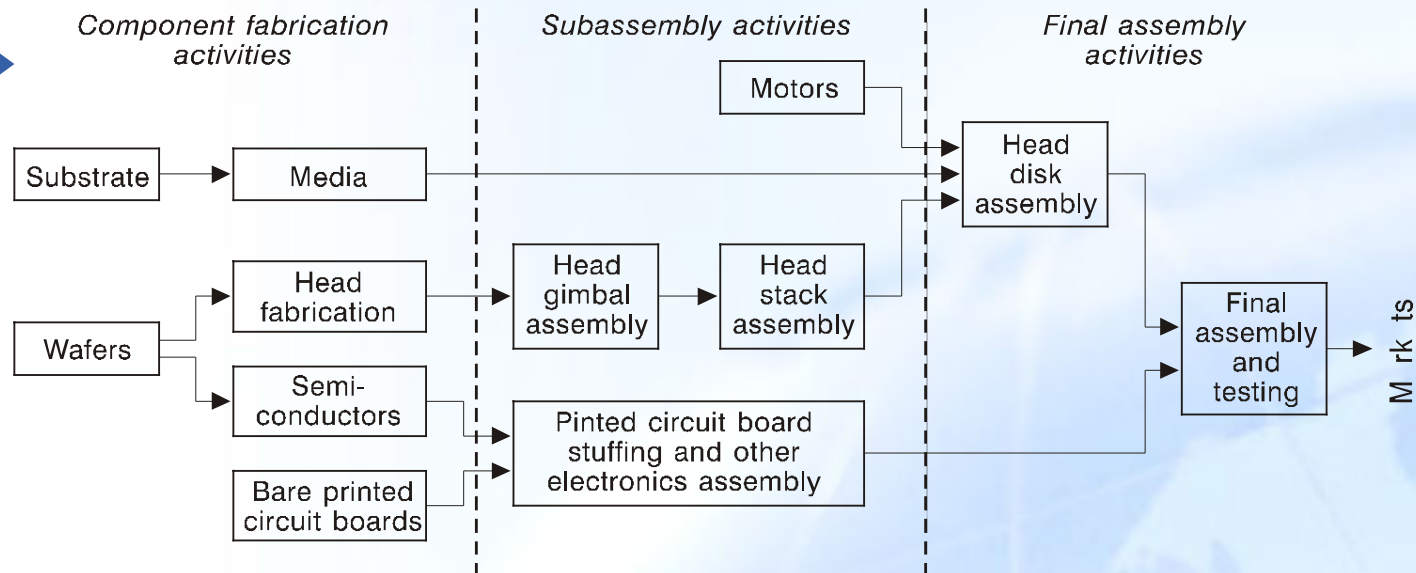 Component fabrication
activities
Subassembly activities
Final assembly
activities
Motors
Substrate
Media
Head
disk
assembly
Wafers
Head
fabrication
Head
gimbal
assembly
Head
stack
assembly
Semi-
conductors
Bare printed
circuit boards
Pinted circuit board
stuffing and other
electronics assembly
Final
assembly
and
testing
M rk ts